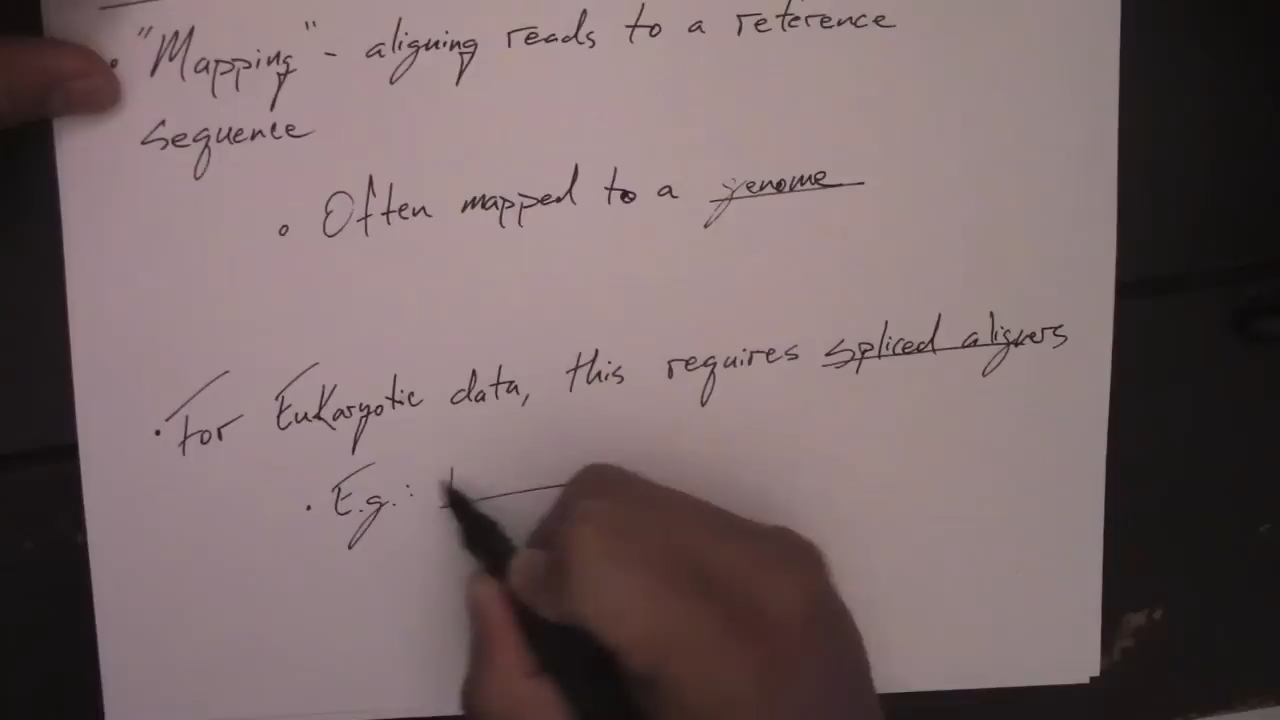 • "Mapping" - aligning reads to a reference
sequence
• Often mapped to a genome
• For Eukaryotic data, this requires spliced aligners
• E.g.: